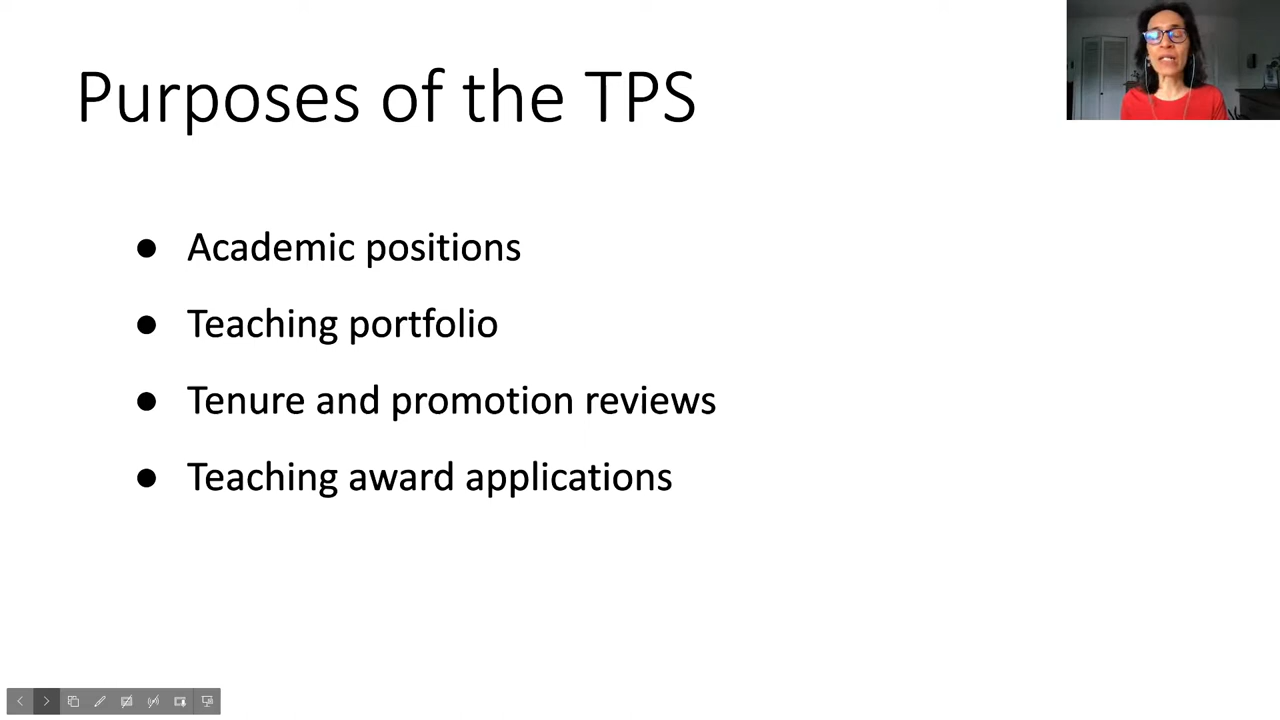 Purposes of the TPS
● Academic positions
● Teaching portfolio
● Tenure and promotion reviews
● Teaching award applications